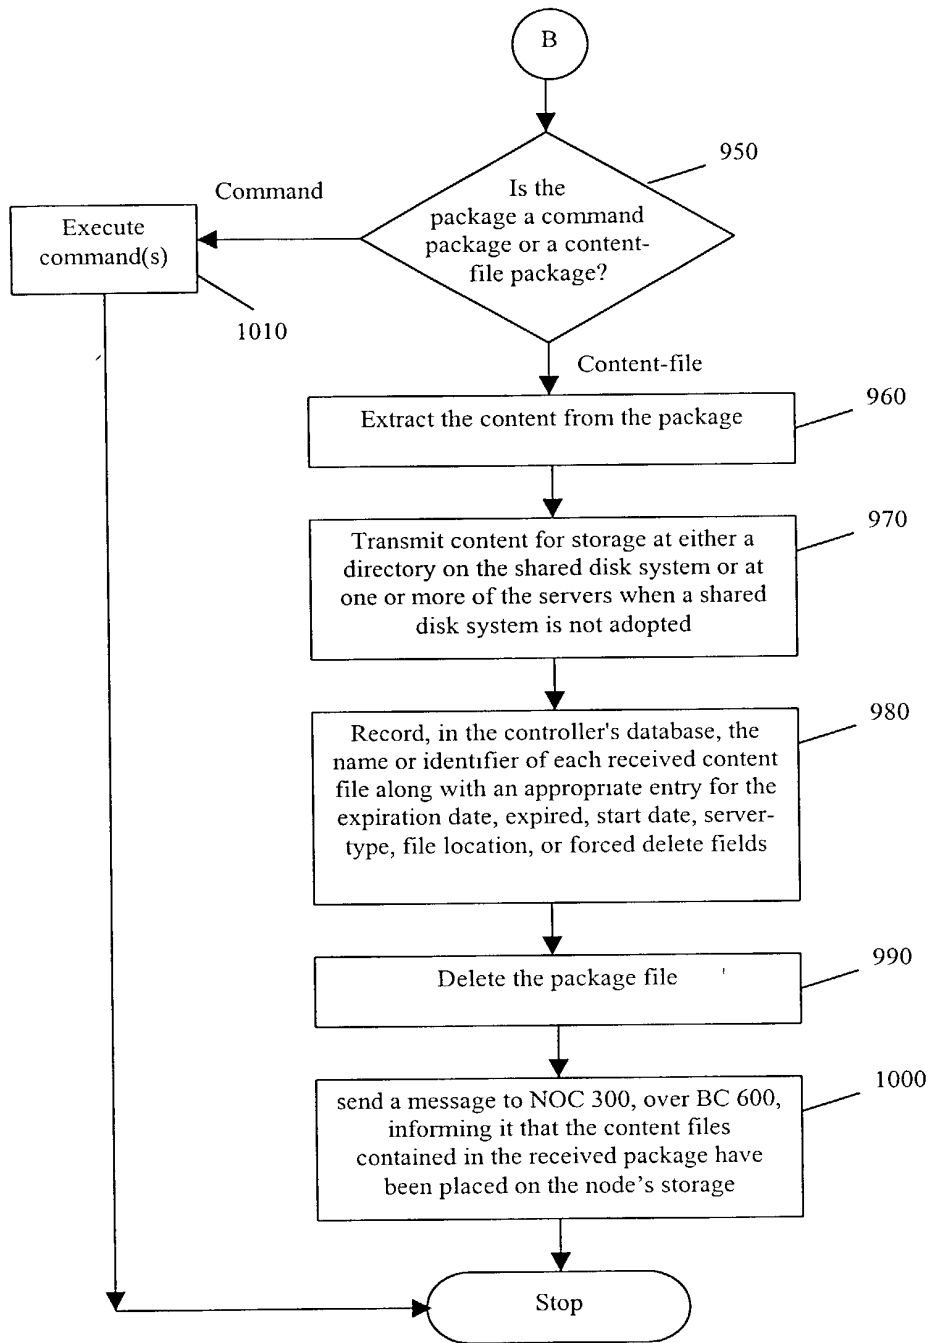 B
950
Is the
package a command
package or a content-
file package?
Command
Execute
command(s)
1010
Content-file
960
Extract the content from the package
970
Transmit content for storage at either a
directory on the shared disk system or at
one or more of the servers when a shared
disk system is not adopted
980
Record, in the controller's database, the
name or identifier of each received content
file along with an appropriate entry for the
expiration date, expired, start date, server-
type, file location, or forced delete fields
990
Delete the package file
1000
send a message to NOC 300, over BC 600,
informing it that the content files
contained in the received package have
been placed on the node's storage
Stop